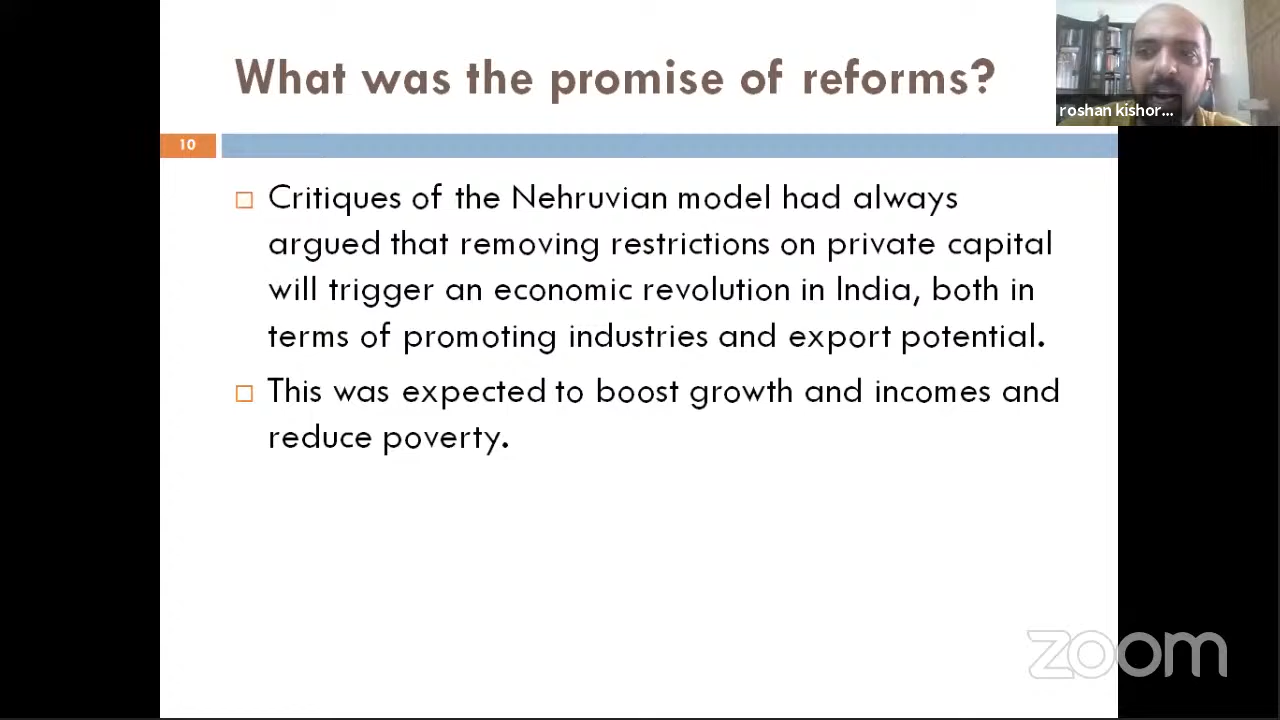 What was the promise of reforms?
roshan kishor...
10
Critiques of the Nehruvian model had always
argued that removing restrictions on private capital
will trigger an economic revolution in India, both in
terms of promoting industries and export potential.
This was expected to boost growth and incomes and
reduce poverty.
zoom